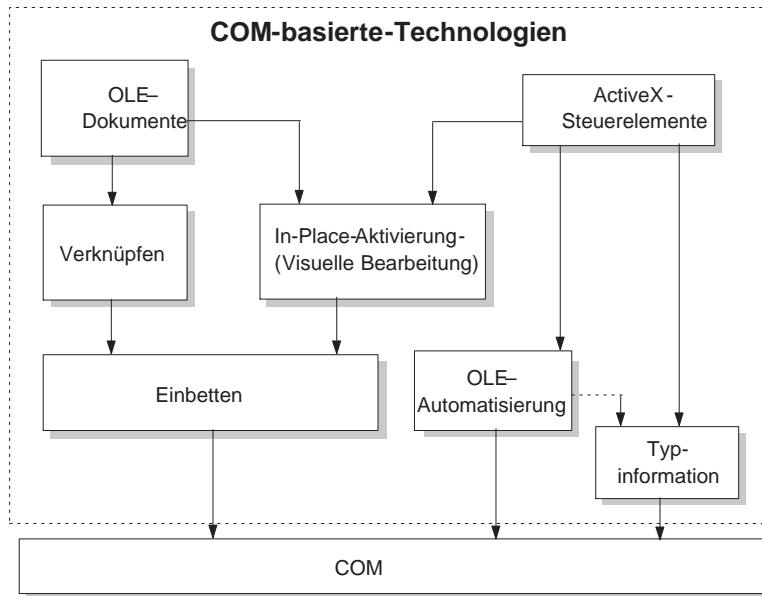 COM-basierte-Technologien
OLE–
Dokumente
ActiveX-
Steuerelemente
Verknüpfen
In-Place-Aktivierung-
(Visuelle Bearbeitung)
Einbetten
OLE–
Automatisierung
Typ-
information
COM